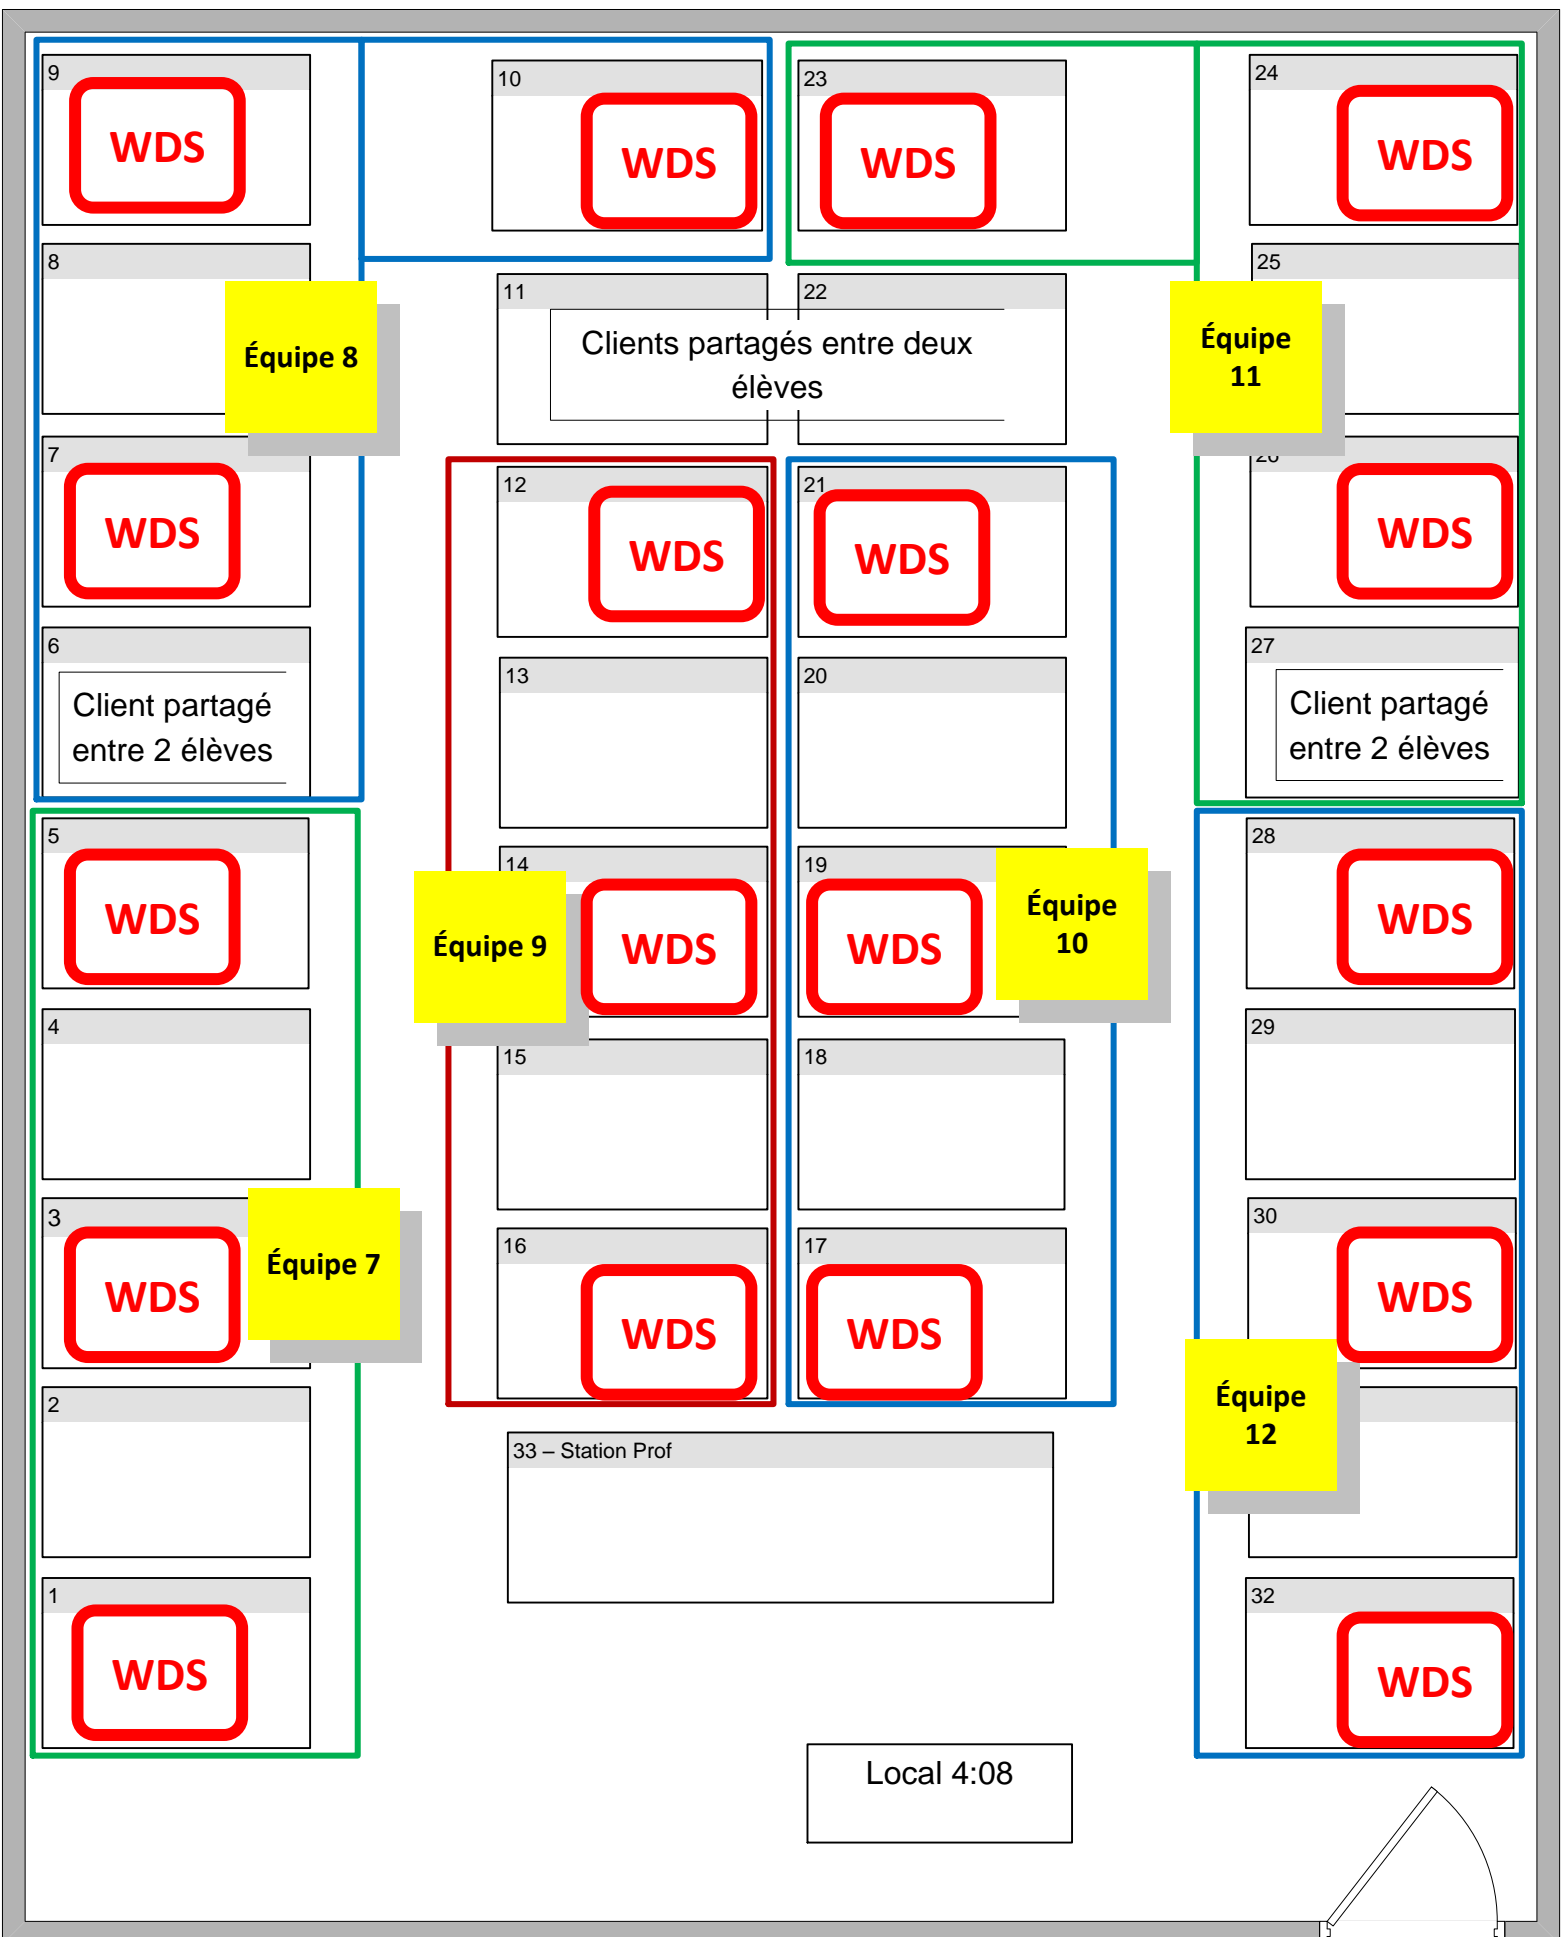 9
WDS
10
WDS
23
WDS
24
WDS
8
Équipe 8
11
22
Clients partagés entre deux
élèves
25
Équipe
11
7
WDS
12
WDS
21
WDS
WDS
6
Client partagé
entre 2 élèves
13
20
27
Client partagé
entre 2 élèves
5
WDS
14
WDS
Équipe 9
19
WDS
Équipe
10
28
WDS
4
15
18
29
3
WDS
Équipe 7
16
WDS
17
WDS
30
WDS
2
Équipe
12
33 – Station Prof
1
WDS
32
WDS
Local 4:08